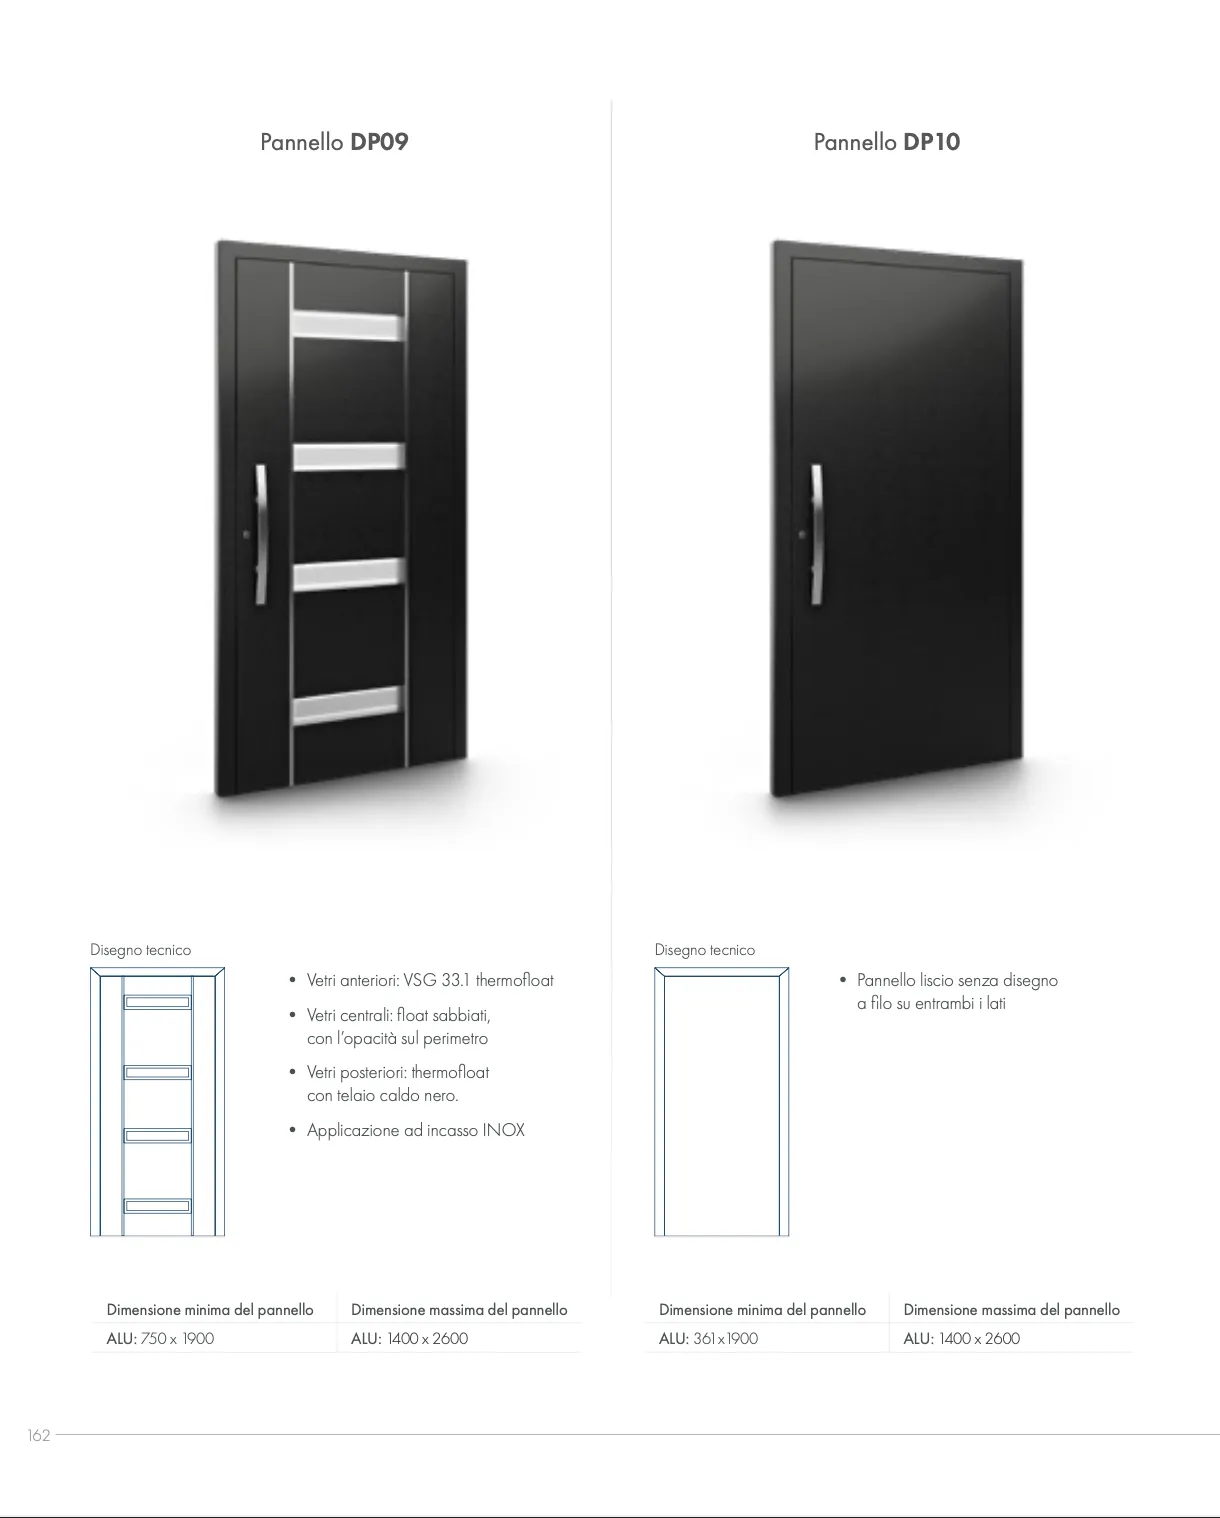 Pannello DP09
Disegno tecnico
• Vetri anteriori: VSG 33.1 thermofloat
• Vetri centrali: float sabbiati,
con l'opacità sul perimetro
• Vetri posteriori: thermofloat
con telaio caldo nero.
• Applicazione ad incasso INOX
Dimensione minima del pannello
Dimensione massima del pannello
ALU: 750 x 1900
ALU: 1400 x 2600
Pannello DP10
Disegno tecnico
• Pannello liscio senza disegno
a filo su entrambi i lati
Dimensione minima del pannello
Dimensione massima del pannello
ALU: 361x1900
ALU: 1400 x 2600
162